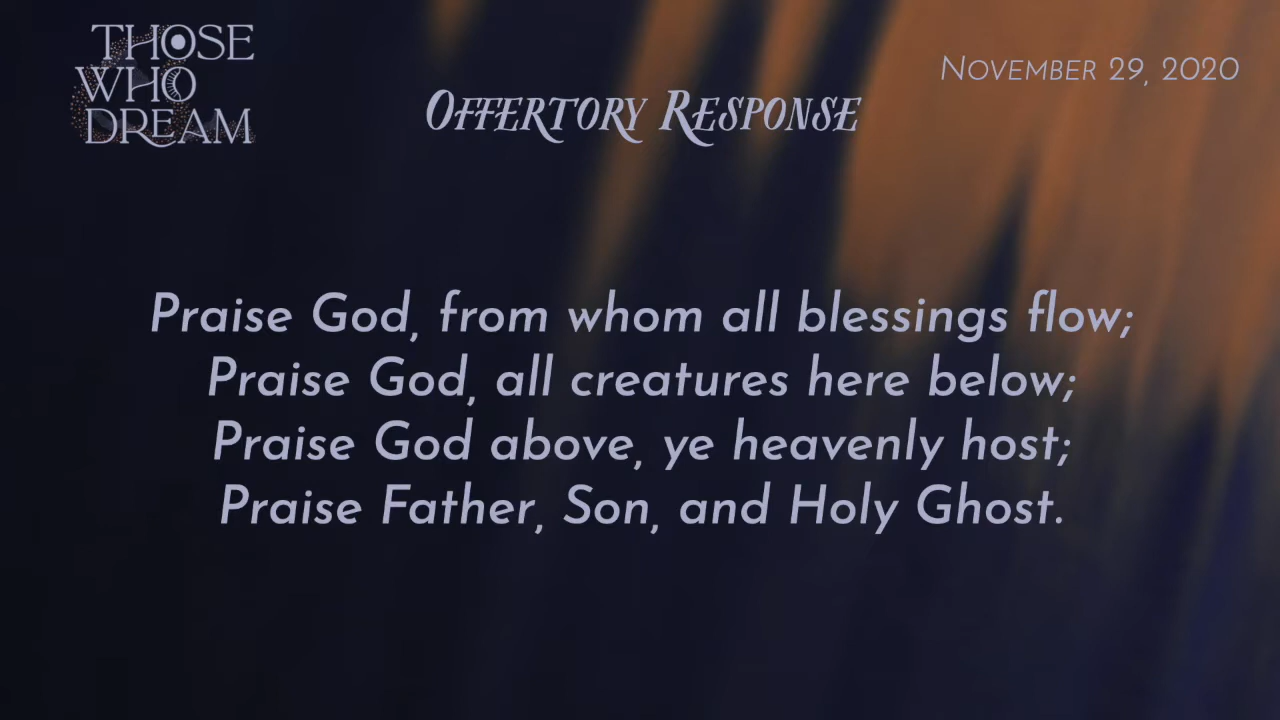 THOSE
WHO
DREAM
NOVEMBER 29, 2020
OFFERTORY RESPONSE
Praise God, from whom all blessings flow;
Praise God, all creatures here below;
Praise God above, ye heavenly host;
Praise Father, Son, and Holy Ghost.